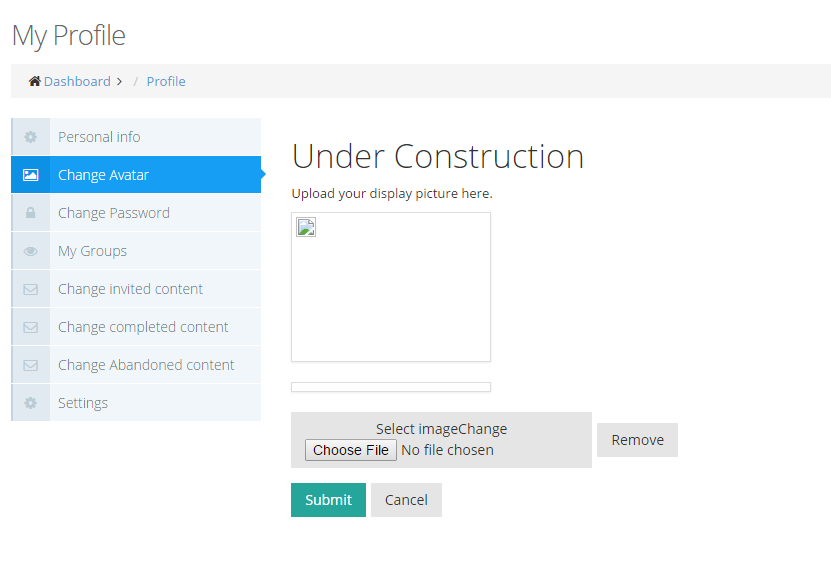 My Profile
Dashboard > / Profile
Personal info
Change Avatar
Change Password
My Groups
Change invited content
Change completed content
Change Abandoned content
Settings
Under Construction
Upload your display picture here.
Select imageChange
Choose File No file chosen
Remove
Submit Cancel